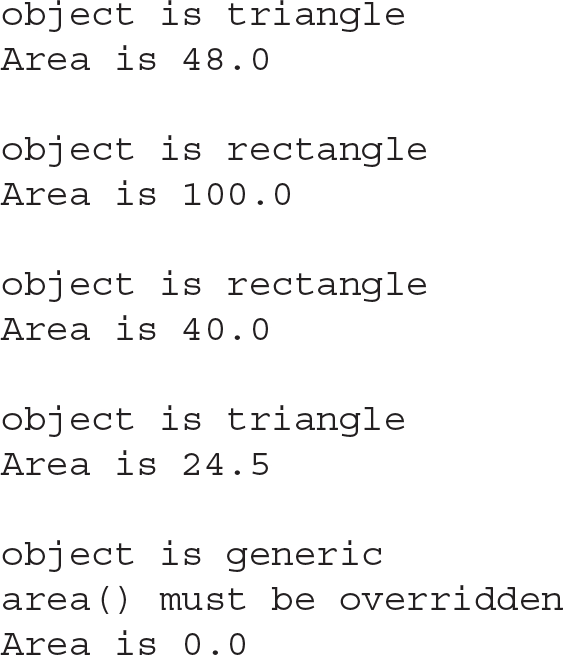 object is triangle
Area is 48.0
object is rectangle
Area is 100.0
object is rectangle
Area is 40.0
object is triangle
Area is 24.5
object is generic
area() must be overridden
Area is 0.0